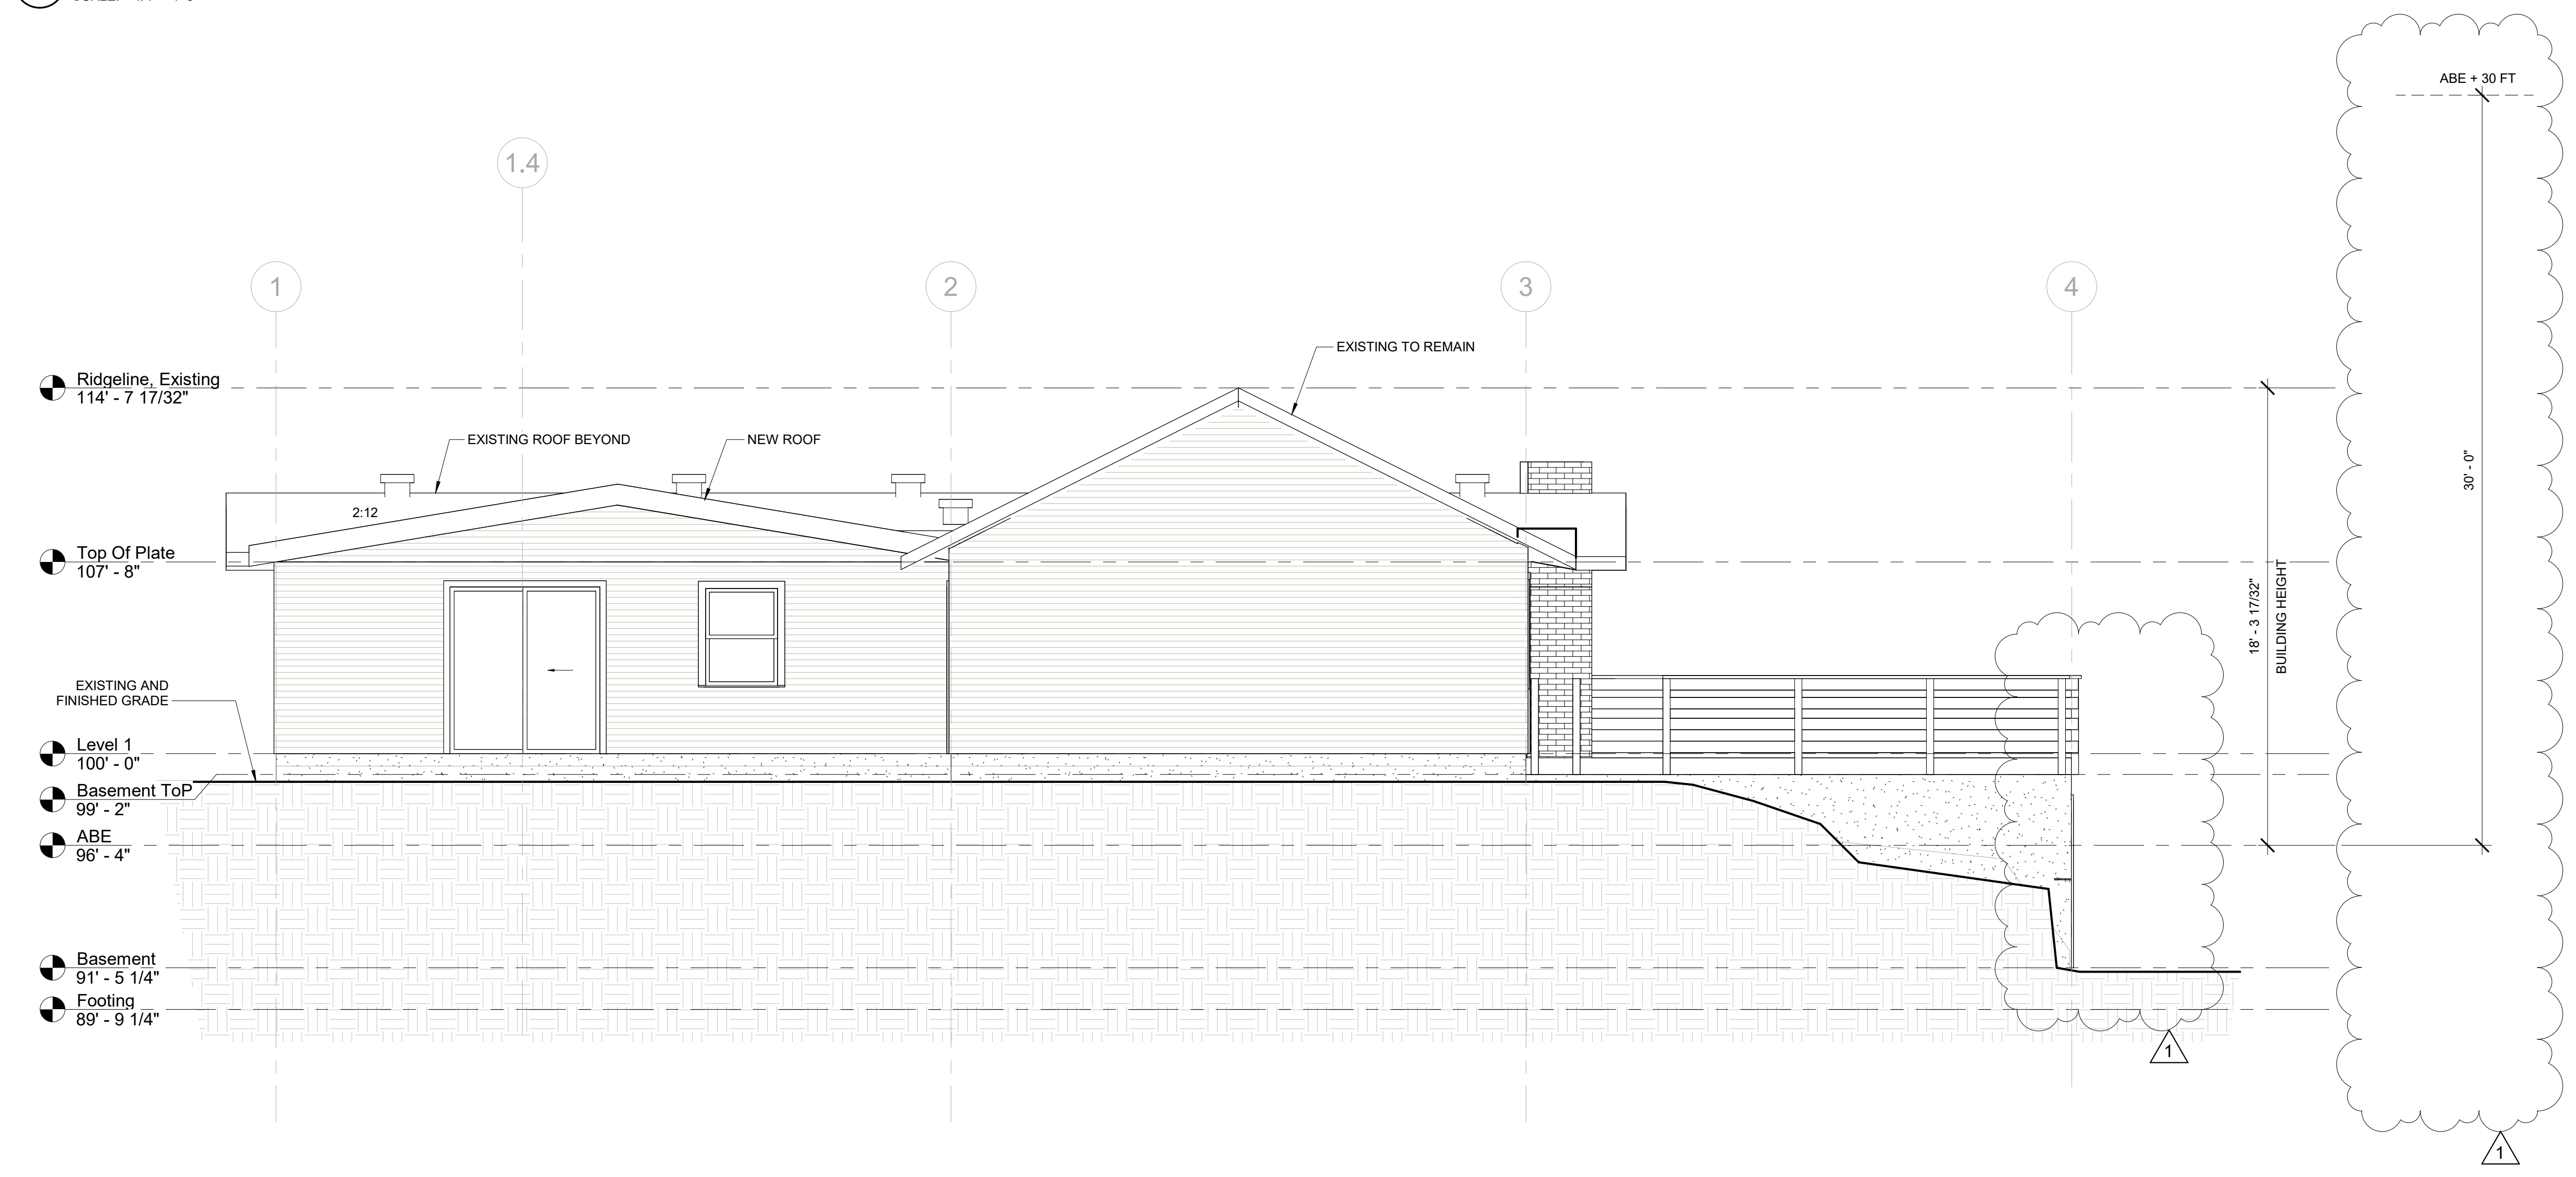 ABE + 30 FT
1.4
1
2
3
4
EXISTING TO REMAIN
Ridgeline, Existing
114' - 7 17/32"
EXISTING ROOF BEYOND
NEW ROOF
2:12
30' - 0"
Top Of Plate
107' - 8"
18' - 3 17/32"
BUILDING HEIGHT
EXISTING AND
FINISHED GRADE
Level 1
100' - 0"
Basement ToP
99' - 2"
ABE
96' - 4"
Basement
91' - 5 1/4"
Footing
89' - 9 1/4"
1
1